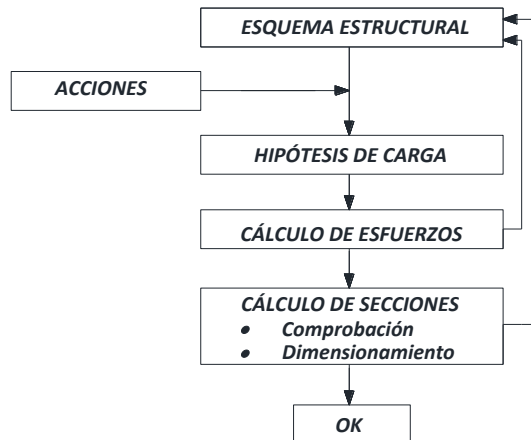 ESQUEMA ESTRUCTURAL
ACCIONES
HIPÓTESIS DE CARGA
CÁLCULO DE ESFUERZOS
CÁLCULO DE SECCIONES
• Comprobación
• Dimensionamiento
OK